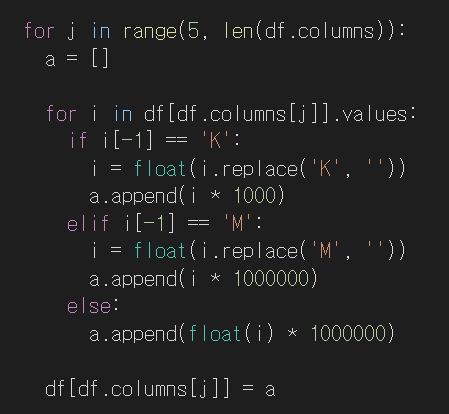 for j in range(5, len(df.columns)):
  a = []

  for i in df[df.columns[j]].values:
    if i[-1] == 'K':
      i = float(i.replace('K', ''))
      a.append(i * 1000)
    elif i[-1] == 'M':
      i = float(i.replace('M', ''))
      a.append(i * 1000000)
    else:
      a.append(float(i) * 1000000)

  df[df.columns[j]] = a